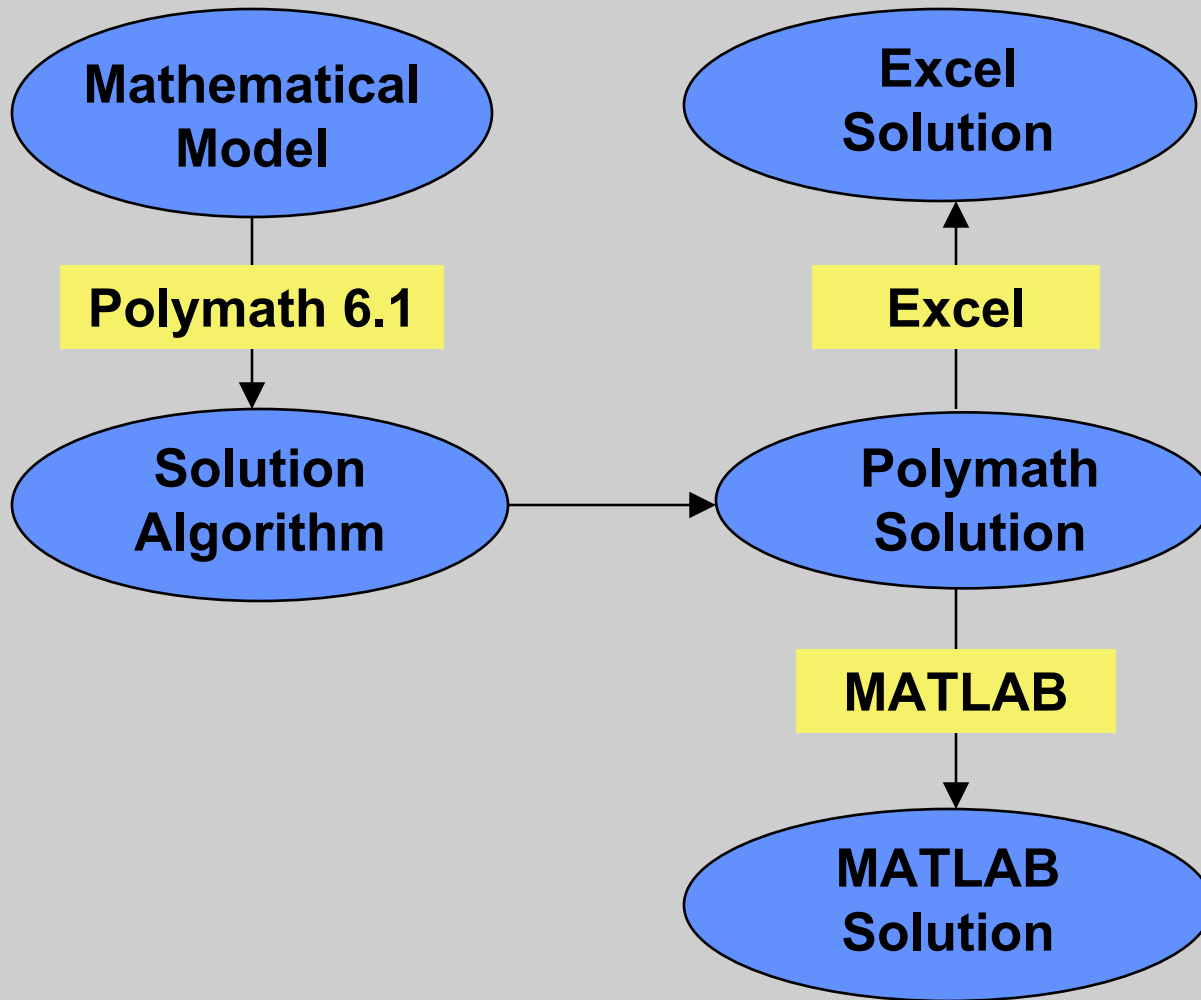 Mathematical
Model
Excel
Solution
Polymath 6.1
Excel
Solution
Algorithm
Polymath
Solution
MATLAB
MATLAB
Solution